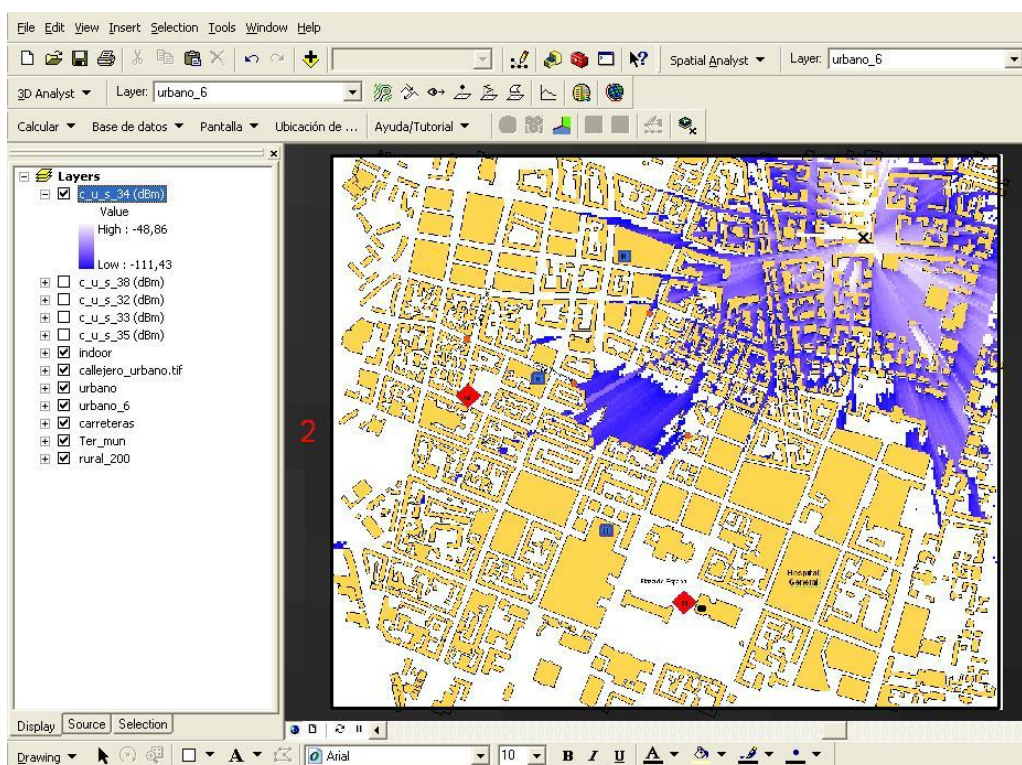 File Edit View Insert Selection Tools Window Help
Spatial Analyst Layer: urbano_6
3D Analyst Layer: urbano_6
Calcular Base de datos Pantalla Ubicación de ... Ayuda/Tutorial
Layers
c_u_s_34 (dBm)
Value
High : -48,86
Low : -111,43
c_u_s_38 (dBm)
c_u_s_32 (dBm)
c_u_s_33 (dBm)
c_u_s_35 (dBm)
indoor
callejero_urbano.tif
urbano
urbano_6
carreteras
Ter_mun
rural_200
2
H
Hospital
General
Display Source Selection
Drawing A Arial 10 B I U A